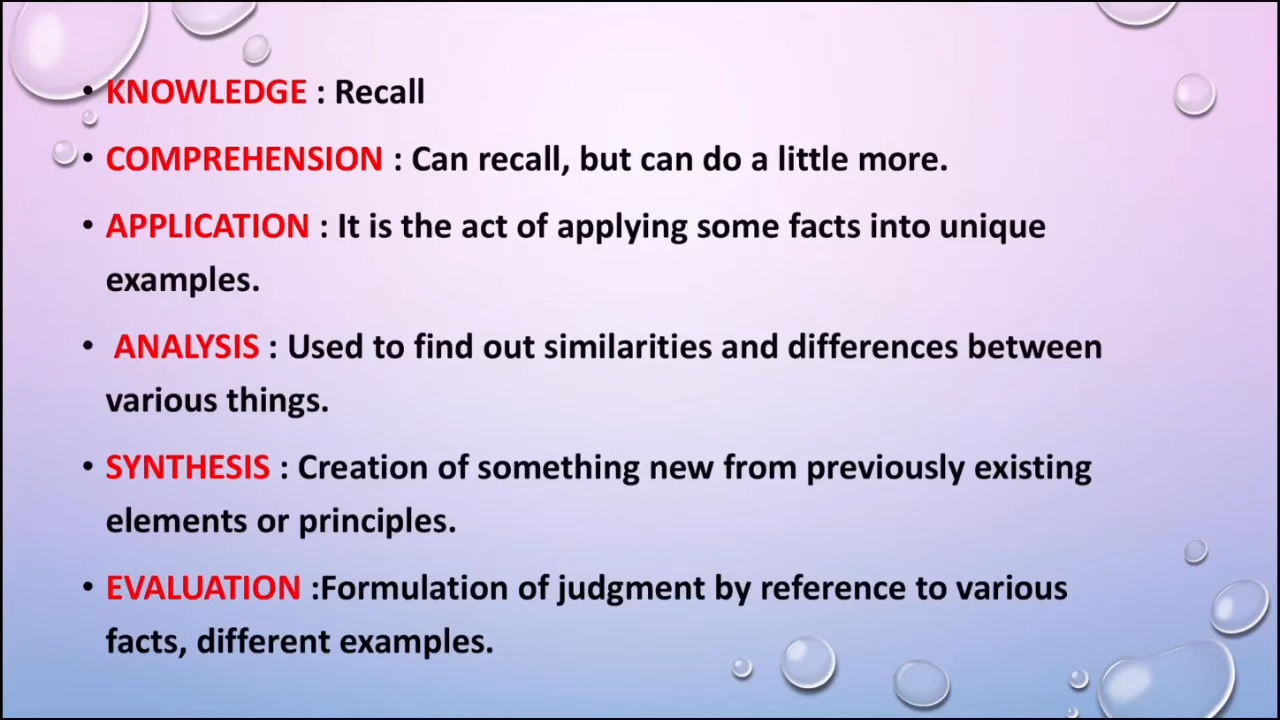 • KNOWLEDGE : Recall
• COMPREHENSION : Can recall, but can do a little more.
• APPLICATION : It is the act of applying some facts into unique
examples.
• ANALYSIS : Used to find out similarities and differences between
various things.
• SYNTHESIS : Creation of something new from previously existing
elements or principles.
• EVALUATION :Formulation of judgment by reference to various
facts, different examples.